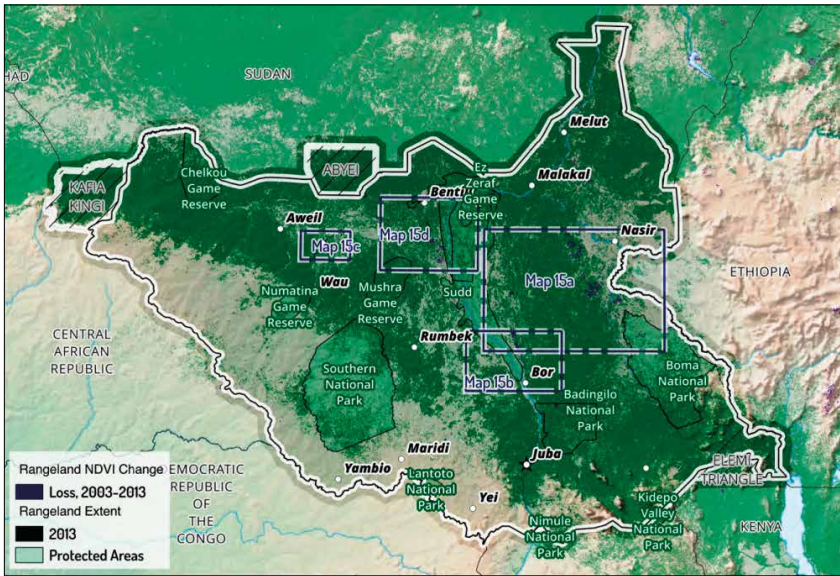 HAD
SUDAN
Melut
Ez
Zeraf
Game
Reserve
Malakal
Chelkou
Game
Reserve
ABYEI
KAFIA
KINGI
Bentiu
Aweil
Map 15c
Map 15d
Nasir
Map 15a
ETHIOPIA
Wau
Numatina
Game
Reserve
Mushra
Game
Reserve
Sudd
CENTRAL
AFRICAN
REPUBLIC
Rumbek
Southern
National
Park
Map 15b
Bor
Boma
National
Park
Badingilo
National
Park
Maridi
Yambio
Lantoto
National
Park
Juba
ELEMI
TRIANGLE
Yei
Nimule
National
Park
Kidepo
Valley
National
Park
KENYA
DEMOCRATIC
REPUBLIC
OF
THE
CONGO
Rangeland NDVI Change
Loss, 2003-2013
Rangeland Extent
2013
Protected Areas